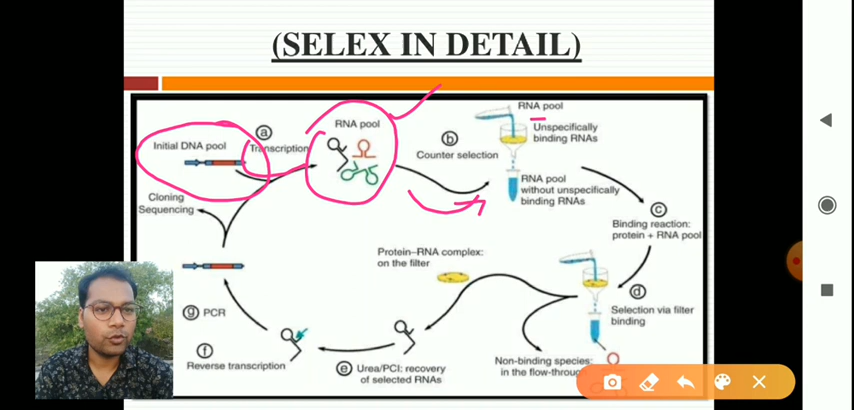 (SELEX IN DETAIL)
Initial DNA pool
a
Transcription
RNA pool
b
Counter selection
RNA pool
Unspecifically
binding RNAs
RNA pool
without unspecifically
binding RNAs
c
Binding reaction:
protein + RNA pool
d
Selection via filter
binding
Protein–RNA complex:
on the filter
Non-binding species:
in the flow-through
e Urea/PCI: recovery
of selected RNAs
f
Reverse transcription
g PCR
Cloning
Sequencing